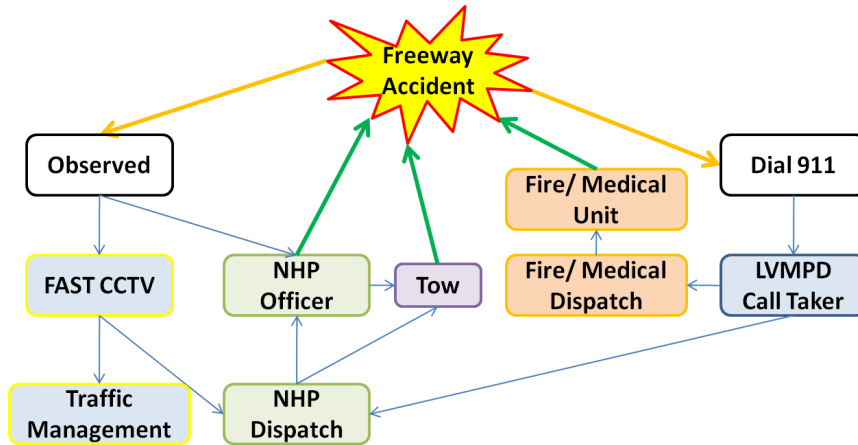 Freeway
Accident
Observed
Dial 911
Fire/ Medical
Unit
FAST CCTV
NHP
Officer
Tow
Fire/ Medical
Dispatch
LVMPD
Call Taker
Traffic
Management
NHP
Dispatch